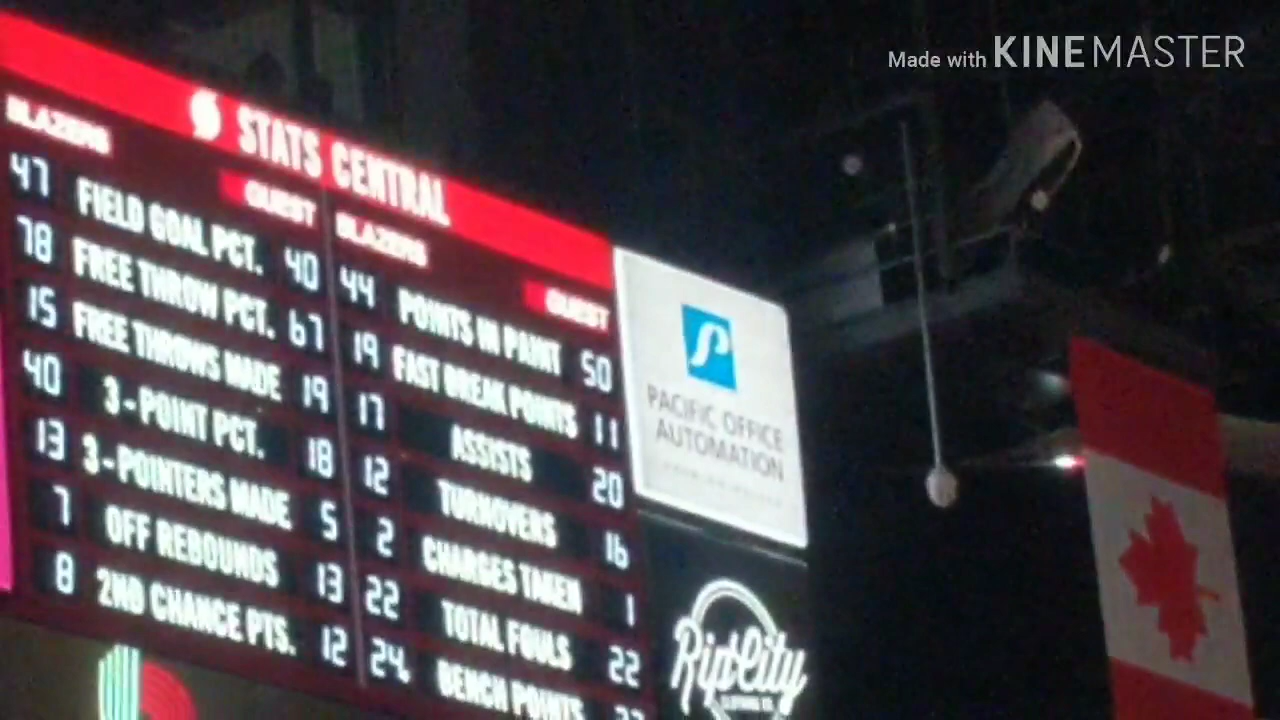 Made with KINEMASTER
STATS CENTRAL
BLAZERS GUEST
47 FIELD GOAL PCT. 40
78 FREE THROW PCT. 67
15 FREE THROWS MADE 19
40 3-POINT PCT. 18
13 3-POINTERS MADE 5
7 OFF REBOUNDS 13
8 2ND CHANCE PTS. 12
BLAZERS GUEST
44 POINTS IN PAINT 50
19 FAST BREAK POINTS 11
17 ASSISTS 20
12 TURNOVERS 16
2 CHARGES TAKEN 1
22 TOTAL FOULS 22
24 BENCH POINTS
PACIFIC OFFICE
AUTOMATION
RipCity
CLOTHING CO.